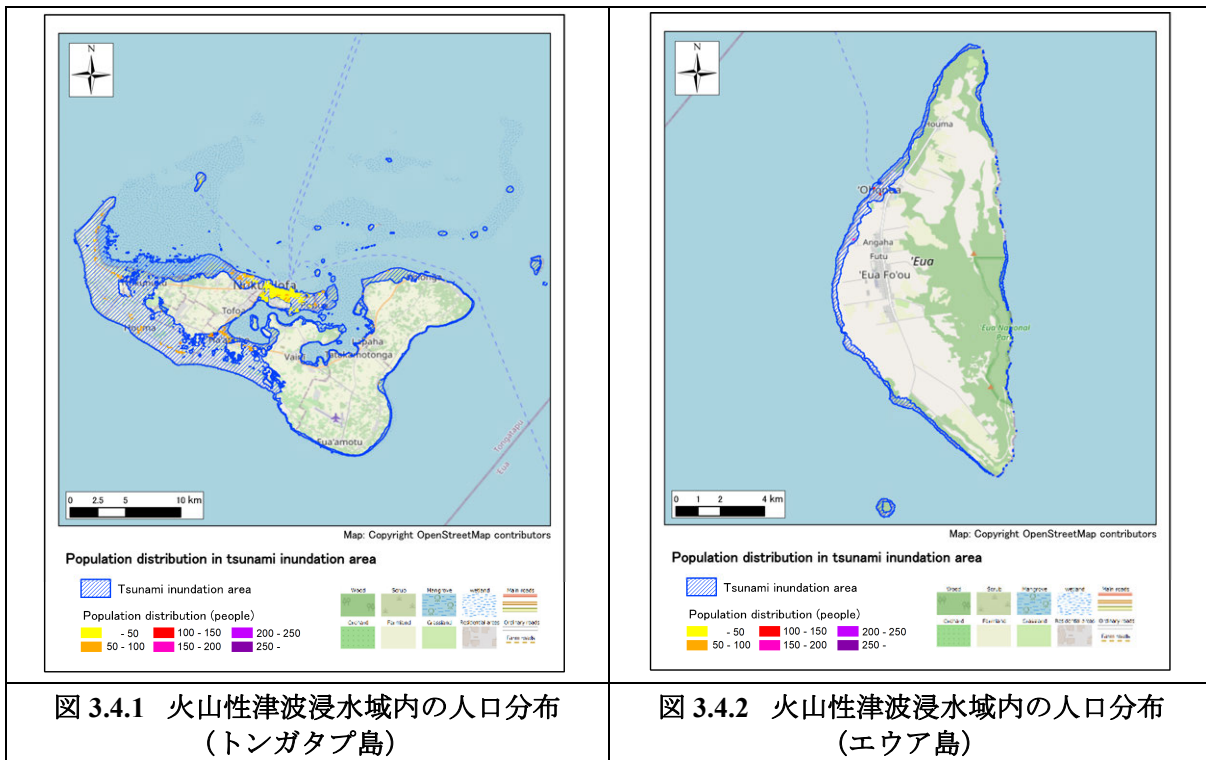 N
Nuku'alofa
Tofoa
Houma
Vaini
Lapaha
Tatakamotonga
Fua'amotu
Tongatapu
Eua
0 2.5 5 10 km
Map: Copyright OpenStreetMap contributors
Population distribution in tsunami inundation area
Tsunami inundation area
Population distribution (people)
- 50 100 - 150 200 - 250
50 - 100 150 - 200 250 -
Wood Scrub Mangrove wetland Main roads
Orchard Farmland Grassland Residential areas Ordinary roads
Farm roads
図 3.4.1 火山性津波浸水域内の人口分布
（トンガタプ島）
N
Houma
'Ohonua
Angaha
Futu
'Eua
'Eua Fo'ou
Eua National
Park
0 1 2 4 km
Map: Copyright OpenStreetMap contributors
Population distribution in tsunami inundation area
Tsunami inundation area
Population distribution (people)
- 50 100 - 150 200 - 250
50 - 100 150 - 200 250 -
Wood Scrub Mangrove wetland Main roads
Orchard Farmland Grassland Residential areas Ordinary roads
Farm roads
図 3.4.2 火山性津波浸水域内の人口分布
（エウア島）